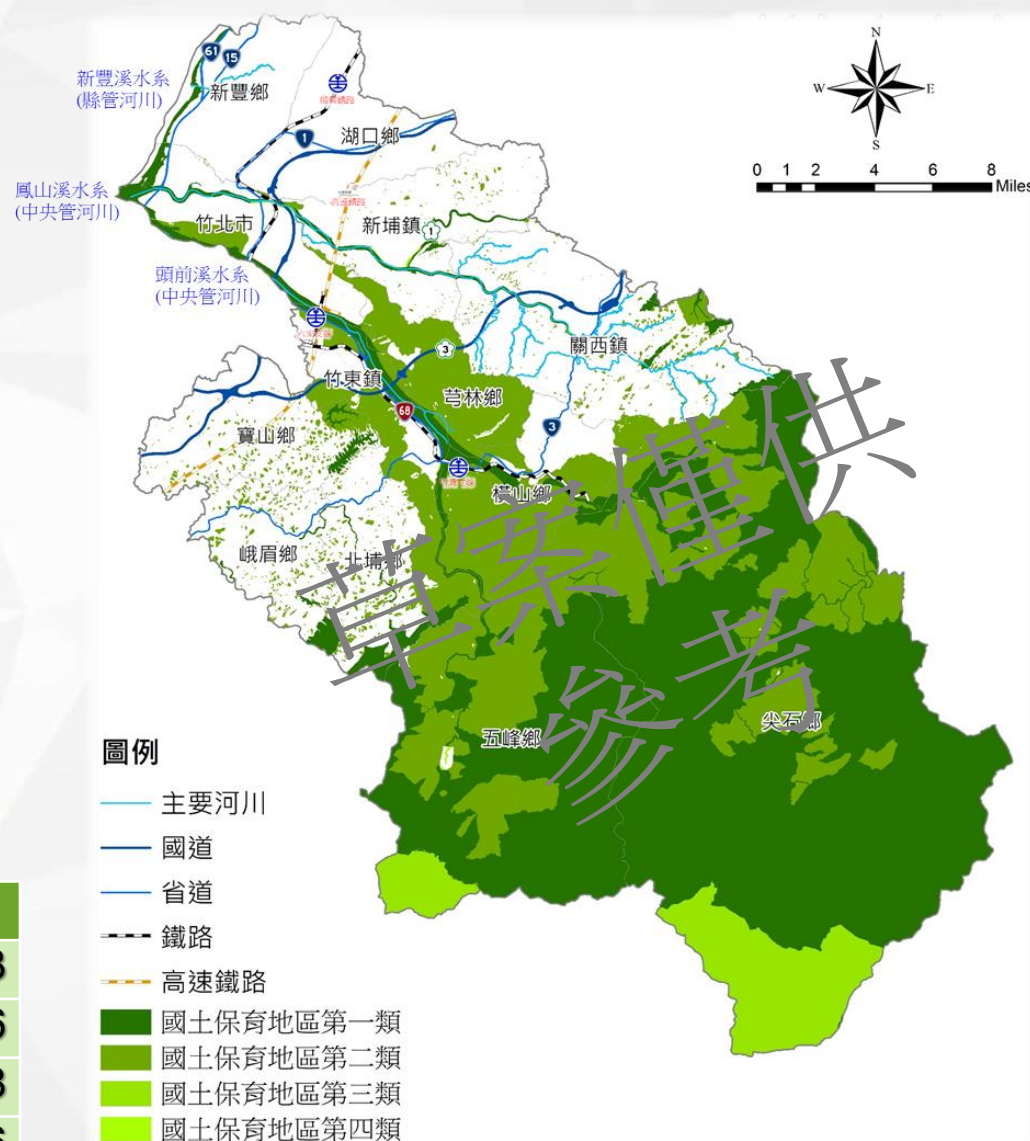 N
W
E
S
0 1 2 4 6 8
Miles
61
15
新豐溪水系
(縣管河川)
新豐鄉
湖口鄉
1
鳳山溪水系
(中央管河川)
竹北市
新埔鎮
1
頭前溪水系
(中央管河川)
3
關西鎮
竹東鎮
芎林鄉
68
3
寶山鄉
橫山鄉
峨眉鄉
北埔鄉
草案僅供
參考
五峰鄉
尖石鄉
圖例
主要河川
國道
省道
鐵路
高速鐵路
國土保育地區第一類
國土保育地區第二類
國土保育地區第三類
國土保育地區第四類